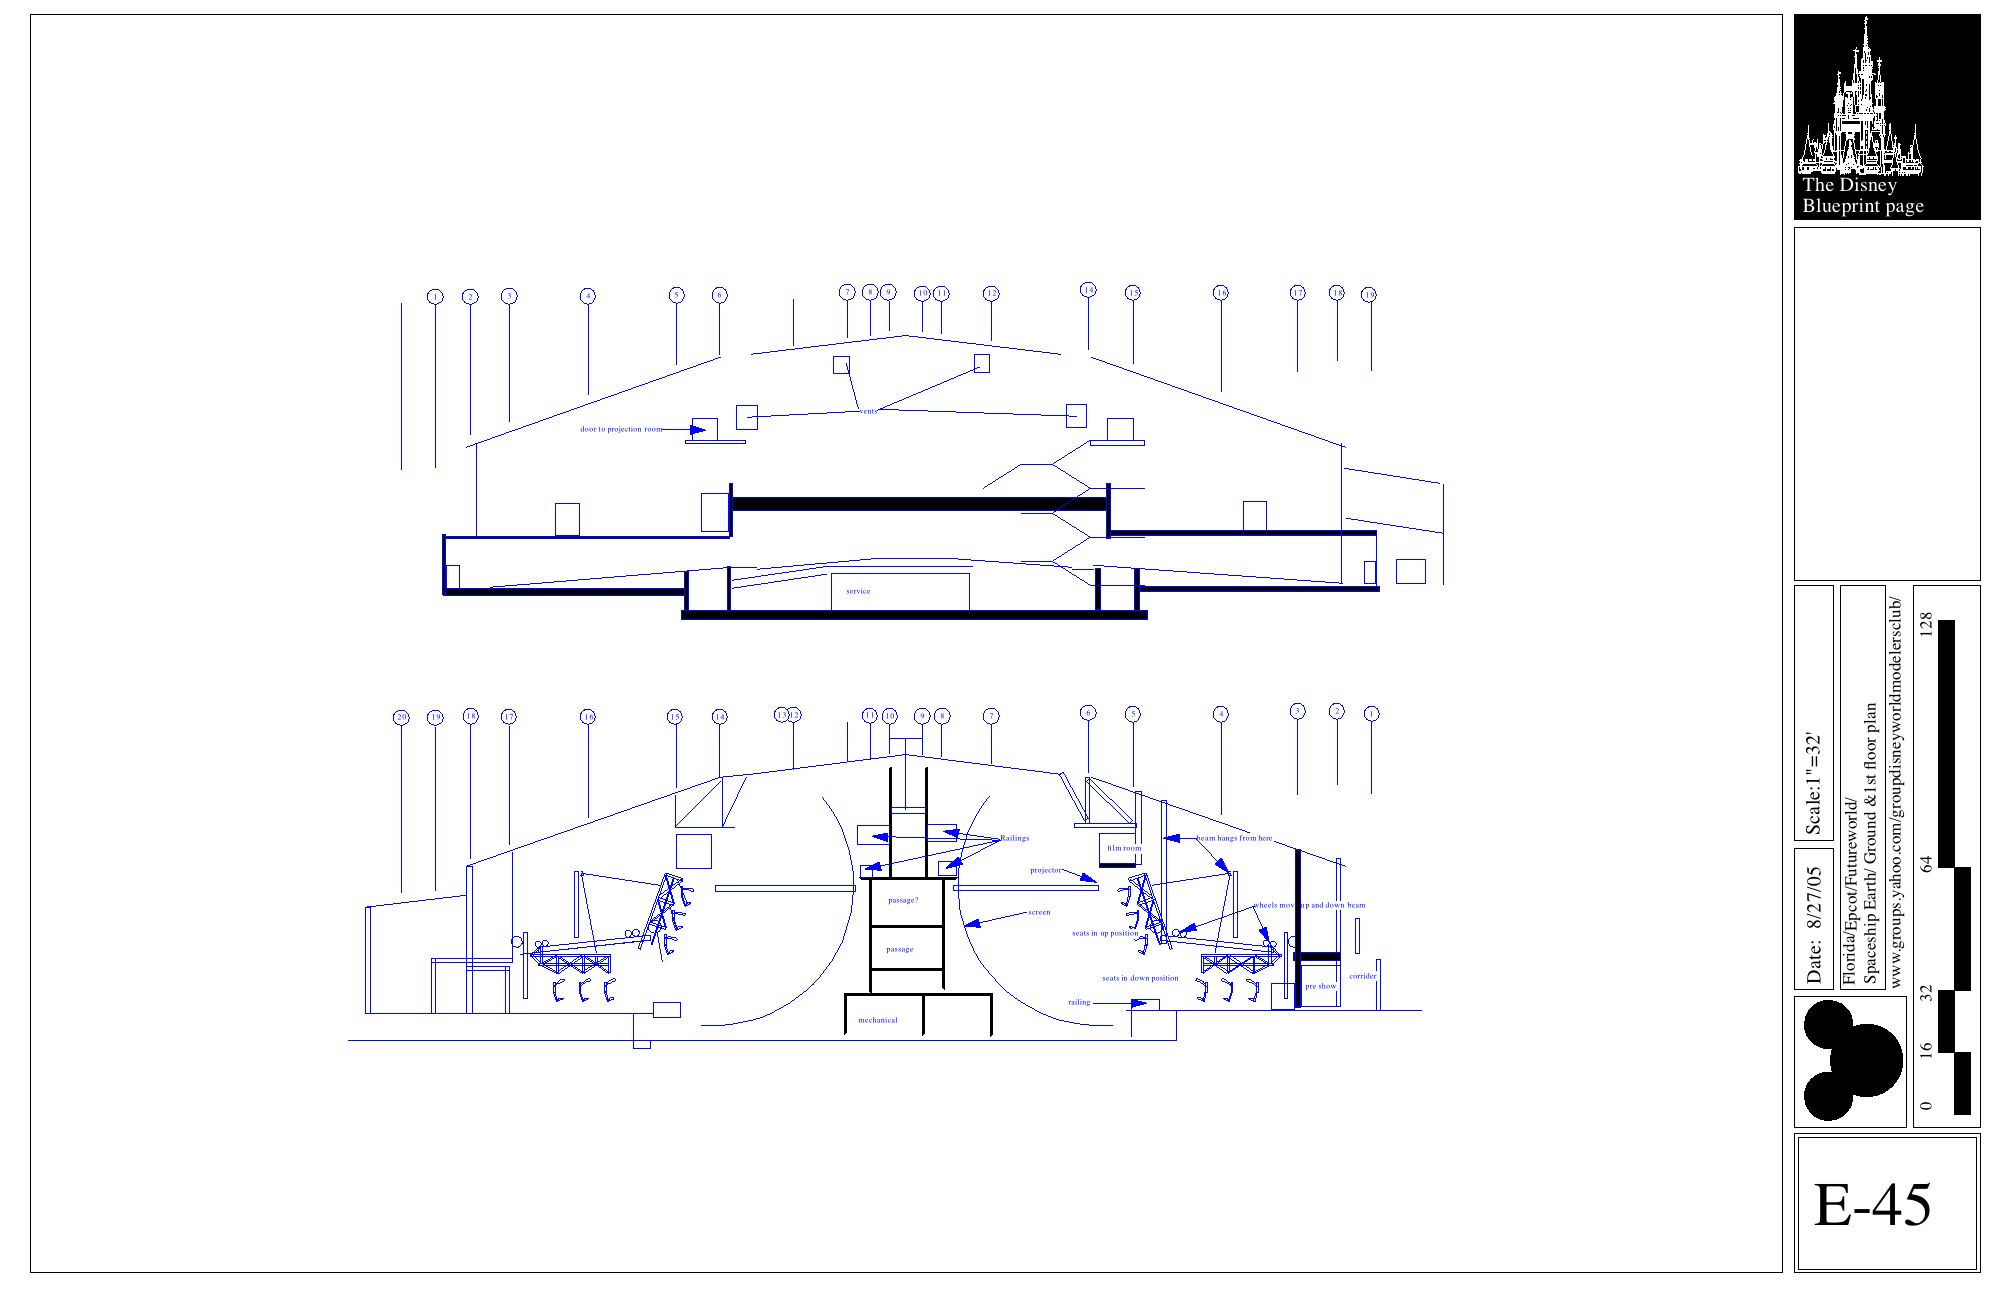 The Disney
Blueprint page
1
2
3
4
5
6
7
8
9
10
11
12
14
15
16
17
18
19
vents
door to projection room
service
20
19
18
17
16
15
14
13
12
11
10
9
8
7
6
5
4
3
2
1
Railings
beam hangs from here
film room
projector
passage?
wheels move up and down beam
screen
seats in up position
passage
seats in down position
corrider
pre show
railing
mechanical
Scale:1"=32'
Date: 8/27/05
Florida/Epcot/Futureworld/
Spaceship Earth/ Ground &1st floor plan
www.groups.yahoo.com/groupdisneyworldmodelersclub/
128
64
32
16
0
E-45